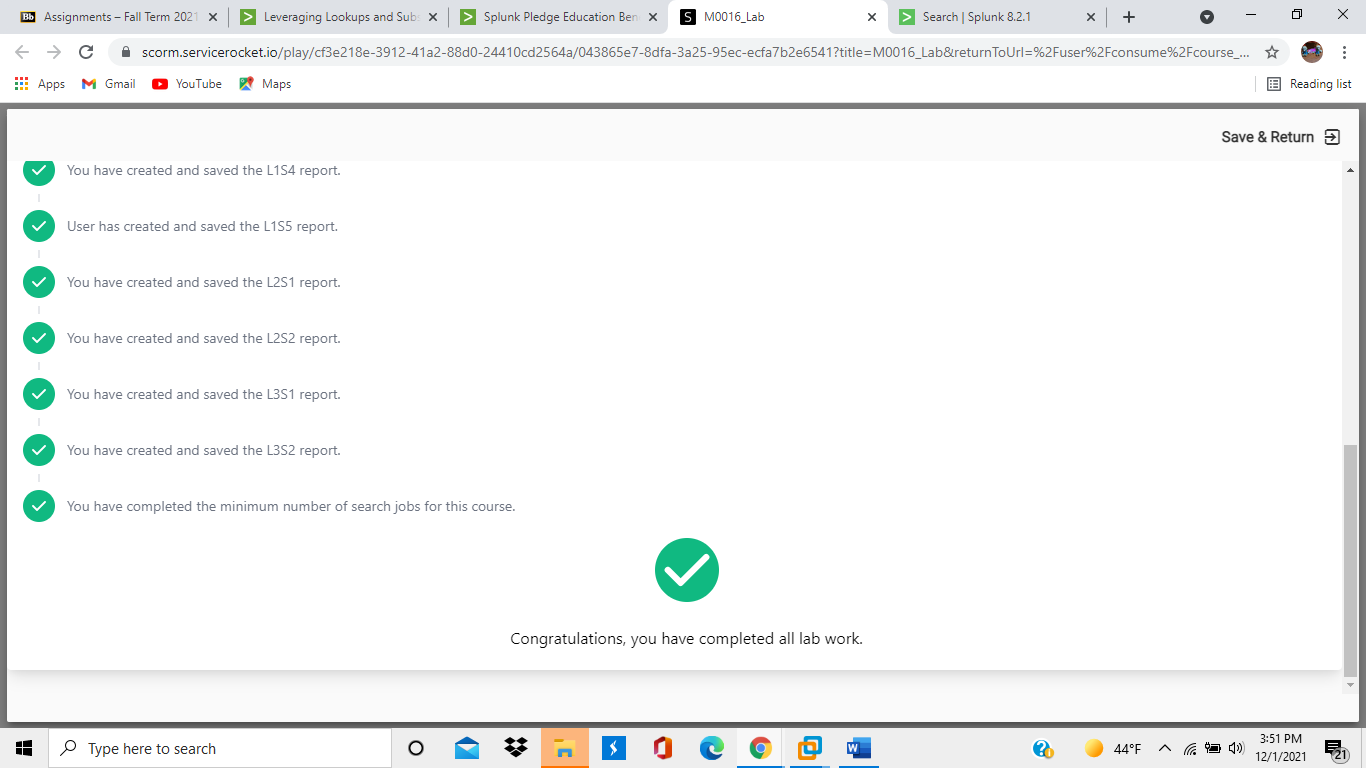 Bb Assignments – Fall Term 2021
Leveraging Lookups and Sub
Splunk Pledge Education Ben
S M0016_Lab
Search | Splunk 8.2.1
scorm.servicerocket.io/play/cf3e218e-3912-41a2-88d0-24410cd2564a/043865e7-8dfa-3a25-95ec-ecfa7b2e6541?title=M0016_Lab&returnToUrl=%2Fuser%2Fconsume%2Fcourse_...
Apps Gmail YouTube Maps Reading list
Save & Return
You have created and saved the L1S4 report.
User has created and saved the L1S5 report.
You have created and saved the L2S1 report.
You have created and saved the L2S2 report.
You have created and saved the L3S1 report.
You have created and saved the L3S2 report.
You have completed the minimum number of search jobs for this course.
Congratulations, you have completed all lab work.
Type here to search
44°F
3:51 PM
12/1/2021
21